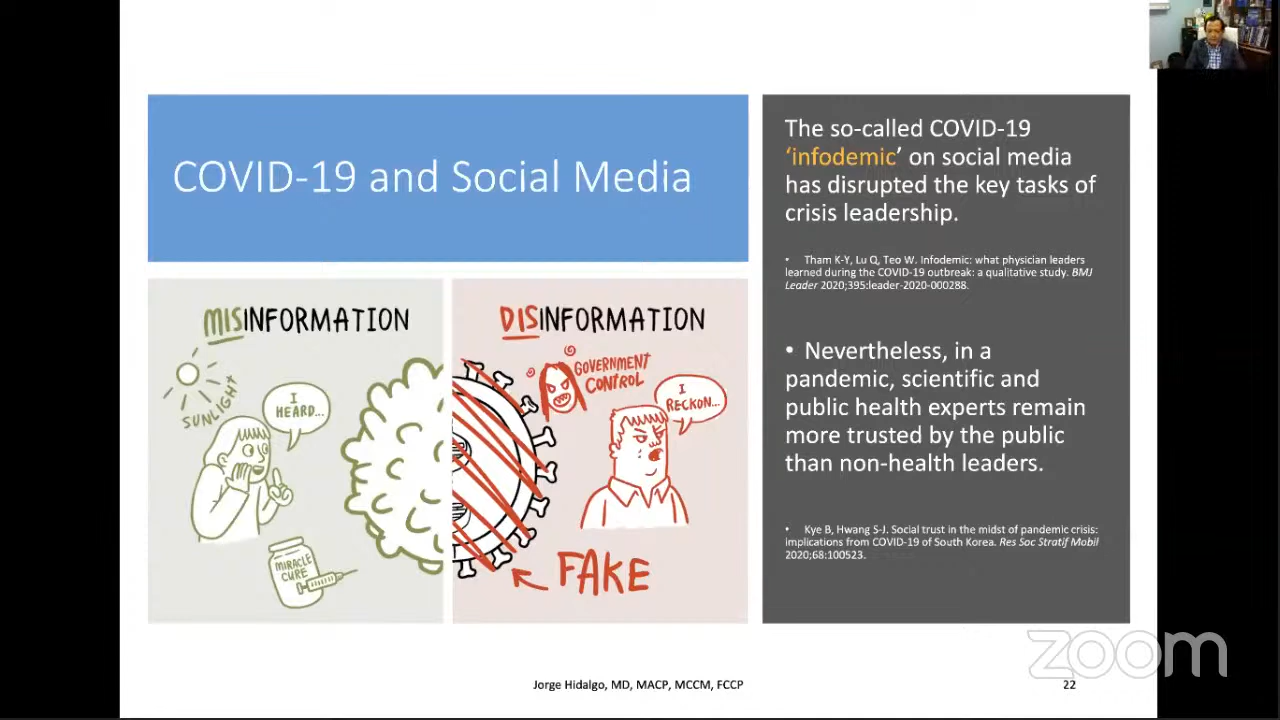 COVID-19 and Social Media
MISINFORMATION
SUNLIGHT
I
HEARD...
MIRACLE
CURE
DISINFORMATION
GOVERNMENT
CONTROL
I
RECKON...
FAKE
The so-called COVID-19
‘infodemic’ on social media
has disrupted the key tasks of
crisis leadership.
• Tham K-Y, Lu Q, Teo W. Infodemic: what physician leaders
learned during the COVID-19 outbreak: a qualitative study. BMJ
Leader 2020;395:leader-2020-000288.
• Nevertheless, in a
pandemic, scientific and
public health experts remain
more trusted by the public
than non-health leaders.
• Kye B, Hwang S-J. Social trust in the midst of pandemic crisis:
implications from COVID-19 of South Korea. Res Soc Stratif Mobil
2020;68:100523.
zoom
Jorge Hidalgo, MD, MACP, MCCM, FCCP
22